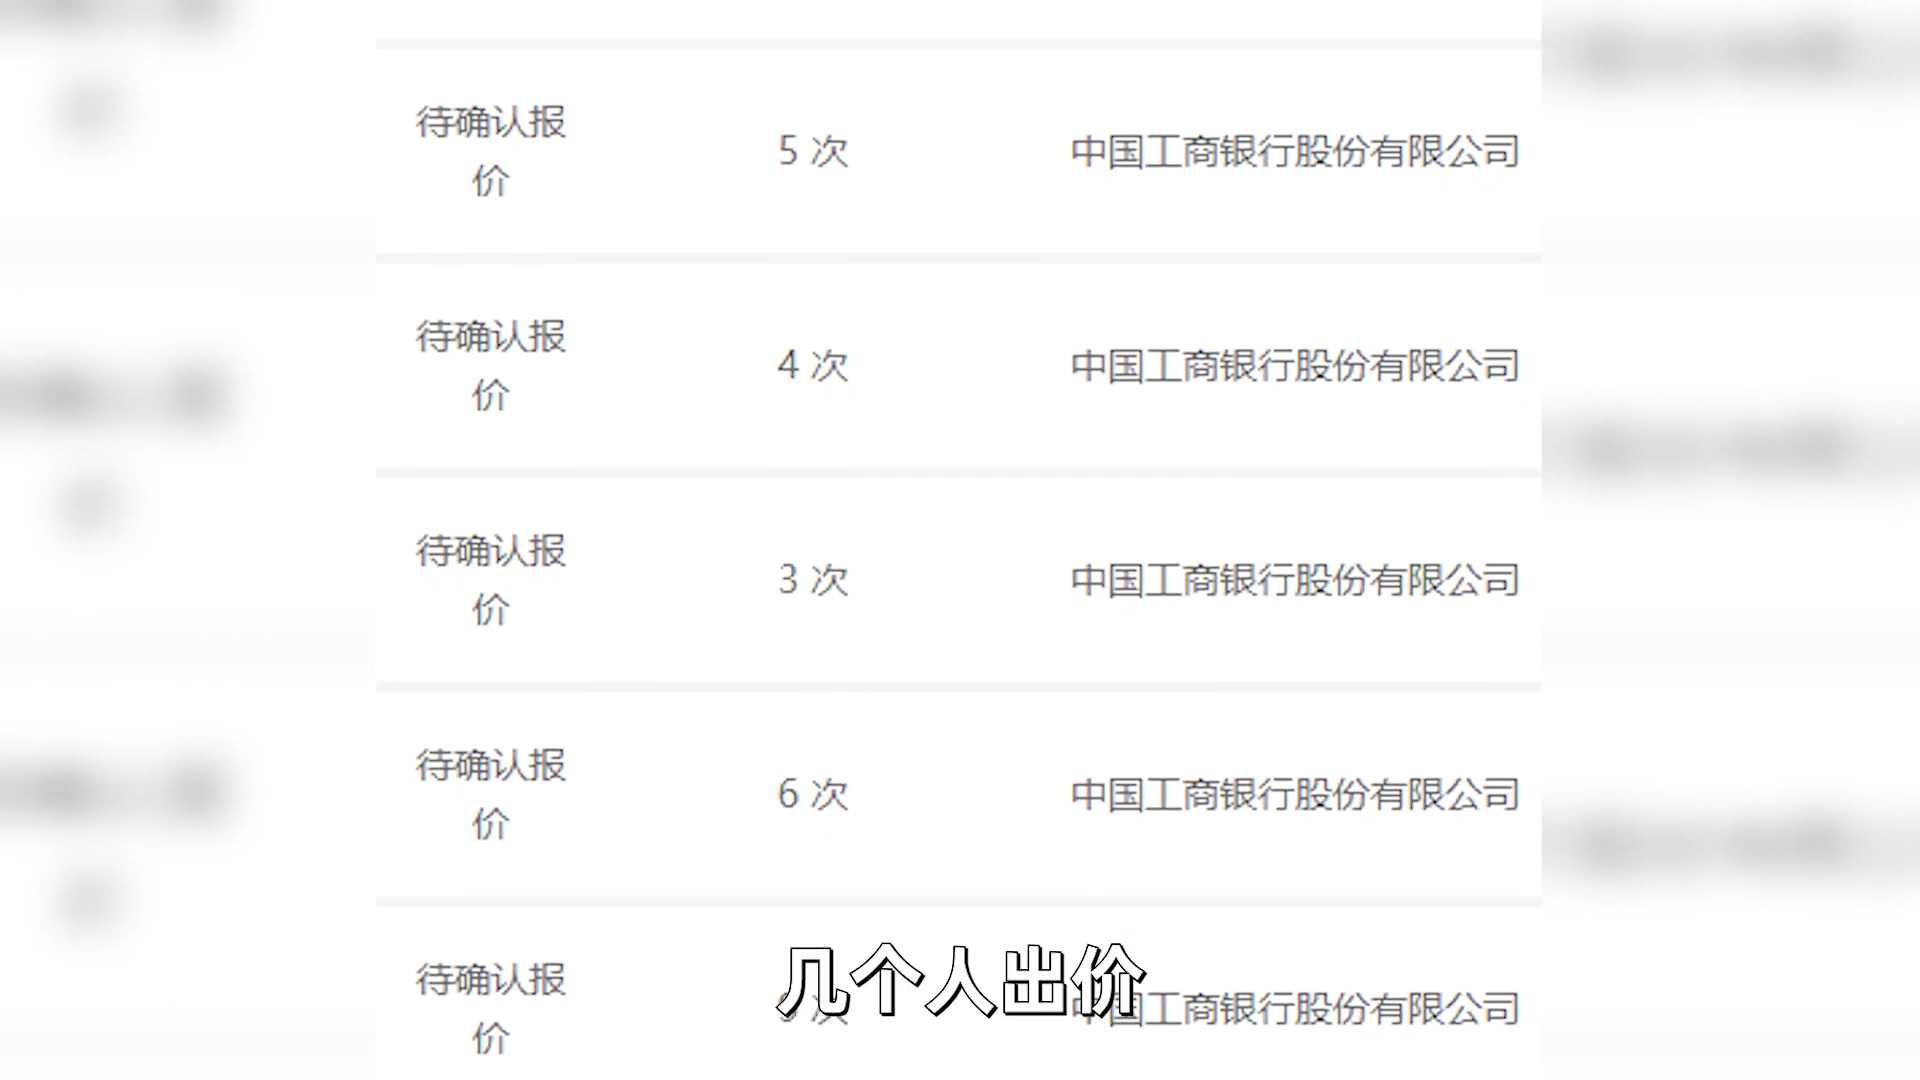 待确认报
价
5 次
中国工商银行股份有限公司
待确认报
价
4 次
中国工商银行股份有限公司
待确认报
价
3 次
中国工商银行股份有限公司
待确认报
价
6 次
中国工商银行股份有限公司
待确认报
价
次
中国工商银行股份有限公司
几个人出价